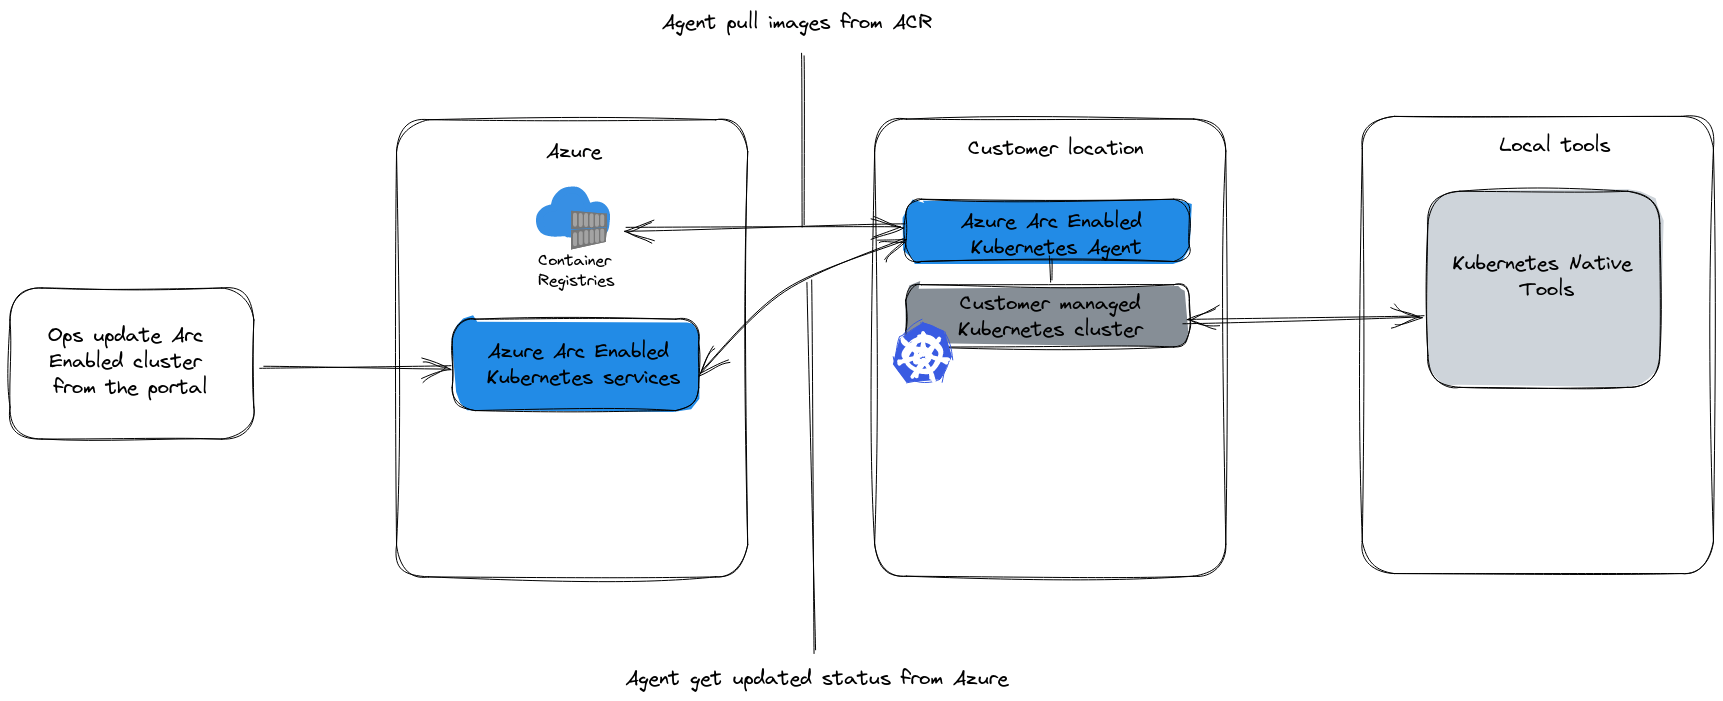 Agent pull images from ACR
Azure
Container
Registries
Azure Arc Enabled
Kubernetes services
Ops update Arc
Enabled cluster
from the portal
Customer location
Azure Arc Enabled
Kubernetes Agent
Customer managed
Kubernetes cluster
Local tools
Kubernetes Native
Tools
Agent get updated status from Azure